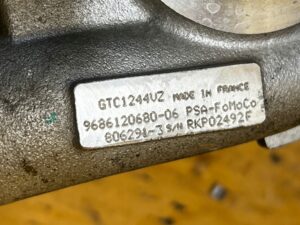 GTC1244VZ MADE IN FRANCE
9686120680-06 PSA-FoMoCo
806291-3 S/N RKP02492F